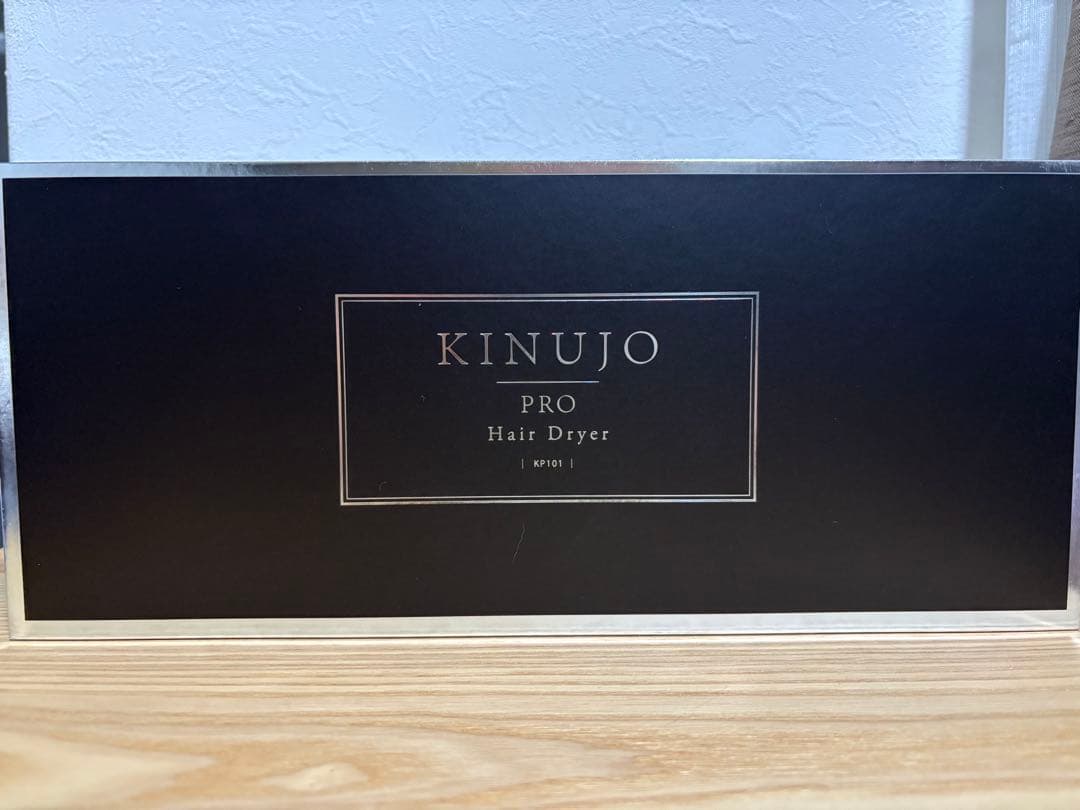 KINUJO
PRO
Hair Dryer
| KP101 |